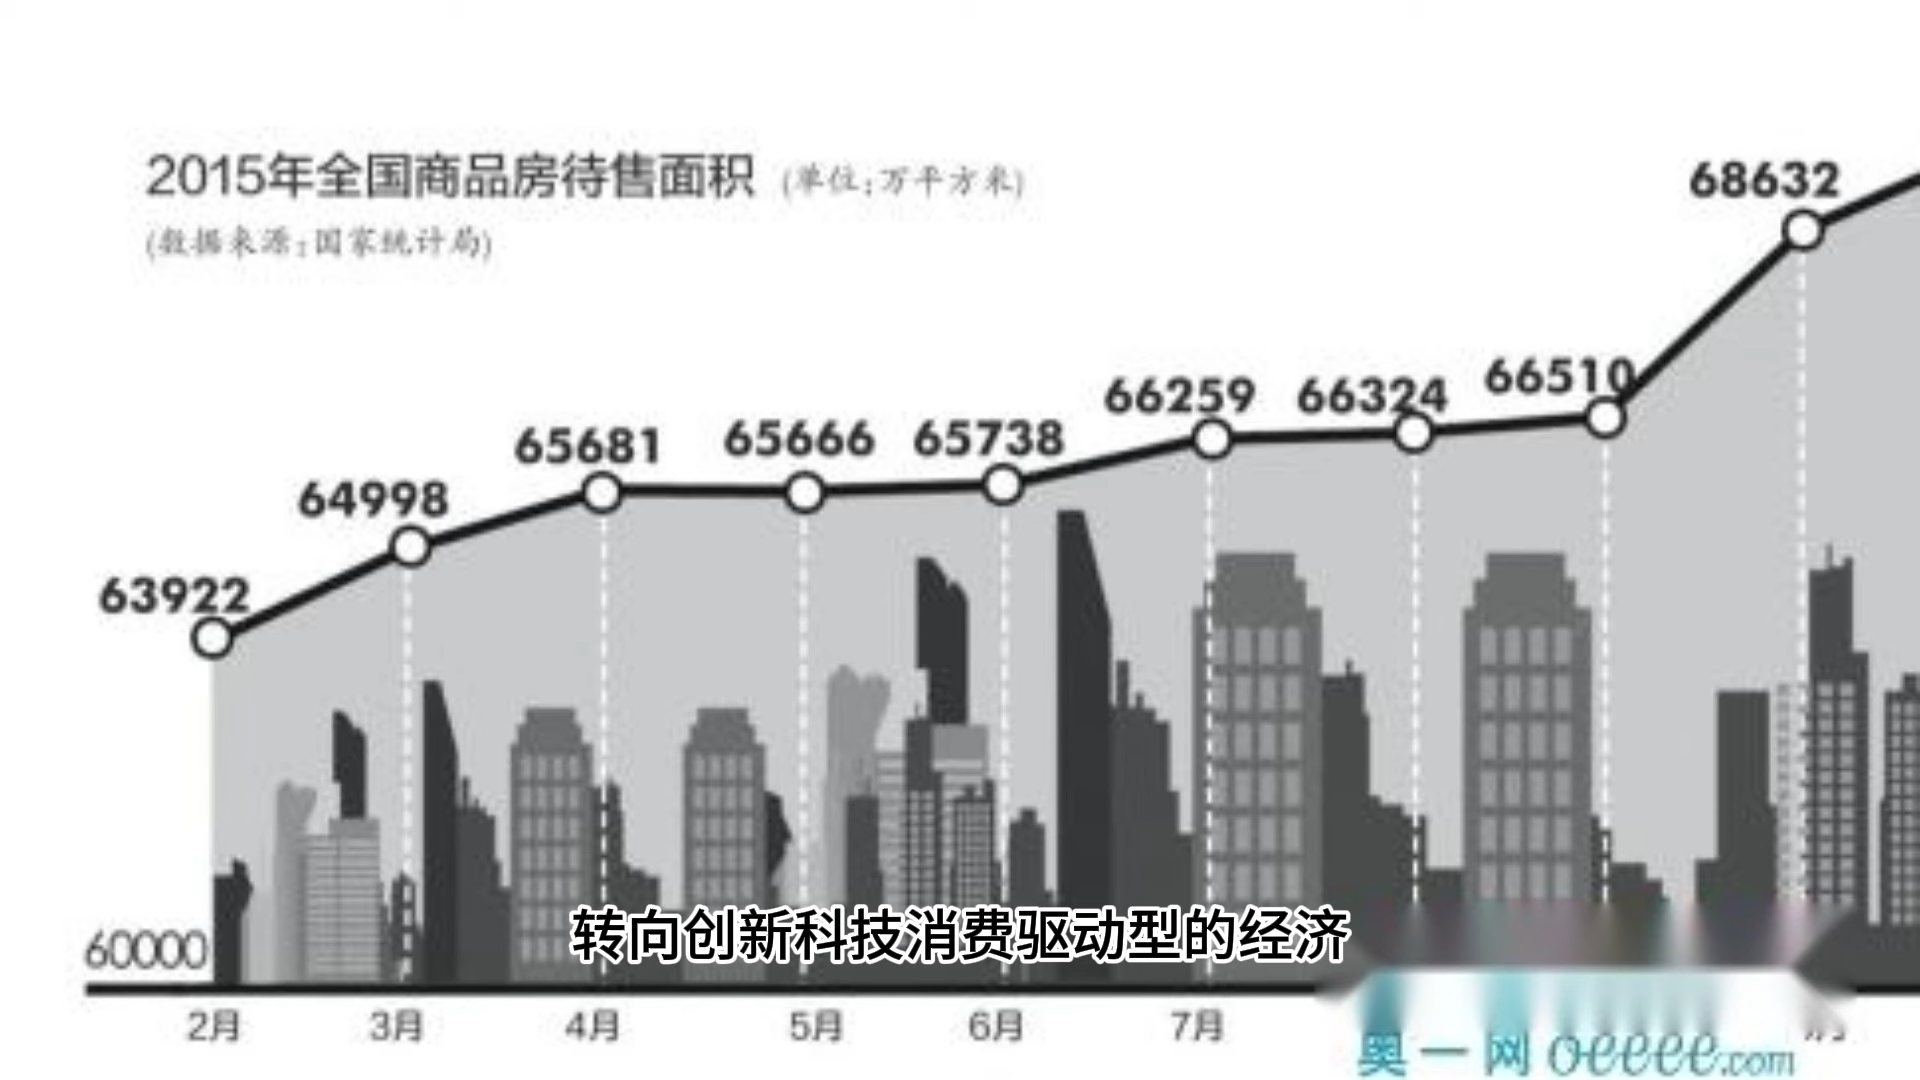 2015年全国商品房待售面积 (单位:万平方米)
(数据来源:国家统计局)
68632
66259 66324 66510
65681 65666 65738
64998
63922
转向创新科技消费驱动型的经济
60000
2月 3月 4月 5月 6月 7月
奥一网 oeeee.com